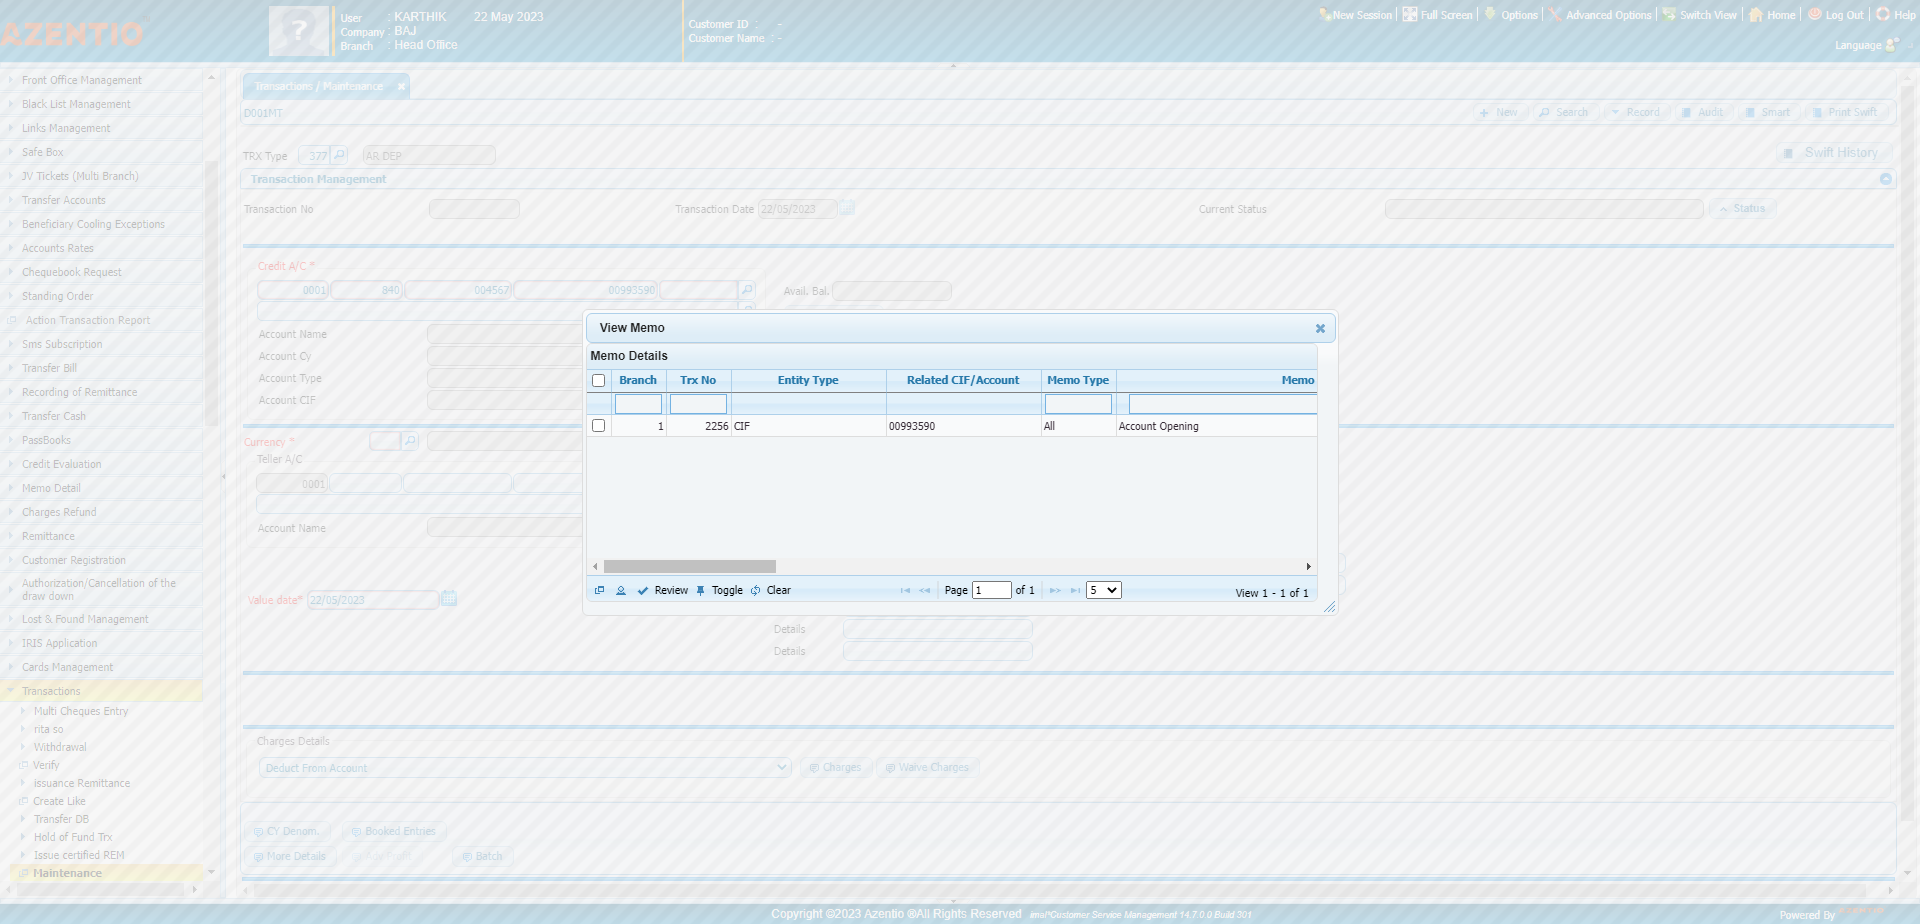 AZENTIO
User : KARTHIK 22 May 2023
Company : BAJ
Branch : Head Office
Customer ID : -
Customer Name : -
New Session Full Screen Options Advanced Options Switch View Home Log Out Help
Language
Front Office Management
Black List Management
Links Management
Safe Box
JV Tickets (Multi Branch)
Transfer Accounts
Beneficiary Cooling Exceptions
Accounts Rates
Chequebook Request
Standing Order
Action Transaction Report
Sms Subscription
Transfer Bill
Recording of Remittance
Transfer Cash
PassBooks
Credit Evaluation
Memo Detail
Charges Refund
Remittance
Customer Registration
Authorization/Cancellation of the
draw down
Lost & Found Management
IRIS Application
Cards Management
Transactions
Multi Cheques Entry
rita so
Withdrawal
Verify
issuance Remittance
Create Like
Transfer DB
Hold of Fund Trx
Issue certified REM
Maintenance
Transactions / Maintenance
D001MT
New Search Record Audit Smart Print Swift
TRX Type 377 AR DEP
Swift History
Transaction Management
Transaction No Transaction Date 22/05/2023 Current Status Status
Credit A/C *
0001 840 004567 00993590 Avail. Bal.
Account Name
Account Cy
Account Type
Account CIF
Currency *
Teller A/C
0001
Account Name
Value date* 22/05/2023
View Memo
Memo Details
Branch Trx No Entity Type Related CIF/Account Memo Type Memo
1 2256 CIF 00993590 All Account Opening
Review Toggle Clear Page 1 of 1 5 View 1 - 1 of 1
Details
Details
Charges Details
Deduct From Account Charges Waive Charges
CY Denom. Booked Entries
More Details Adv Profit Batch
Copyright ©2023 Azentio ®All Rights Reserved imal*Customer Service Management 14.7.0.0 Build 301
Powered By